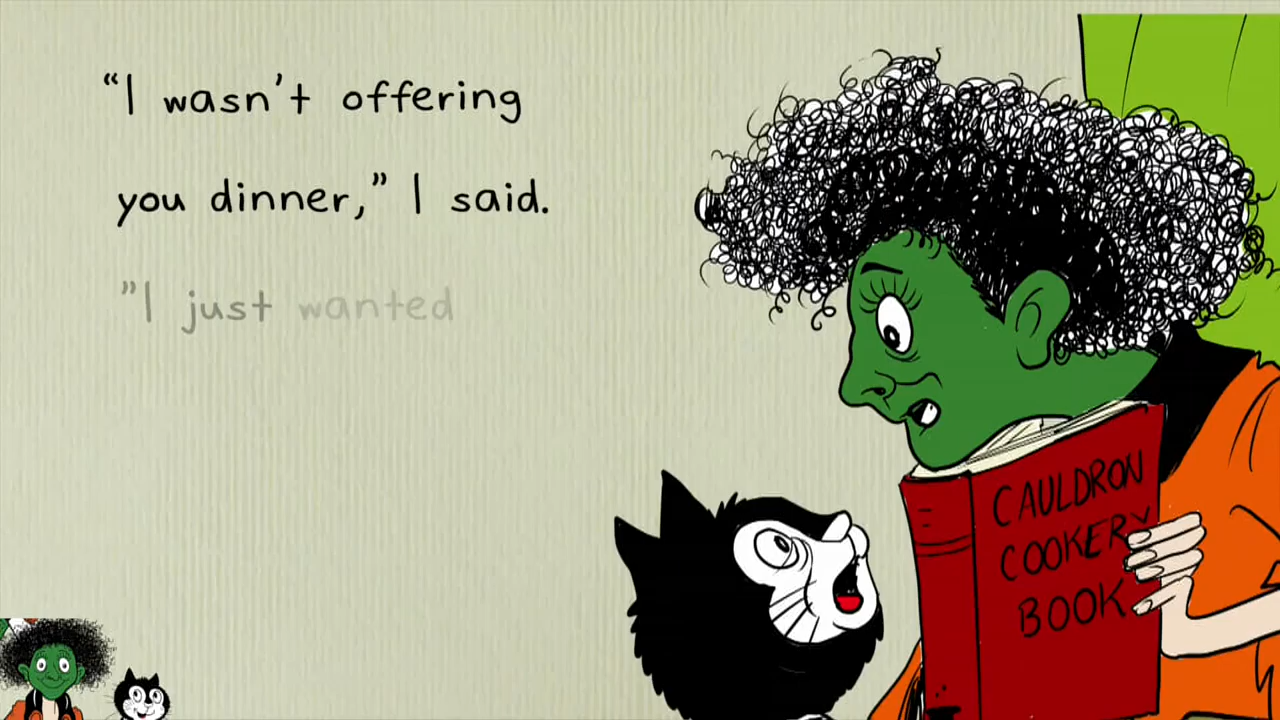 “I wasn’t offering
you dinner,” I said.
”I just wanted
CAULDRON
COOKERY
BOOK